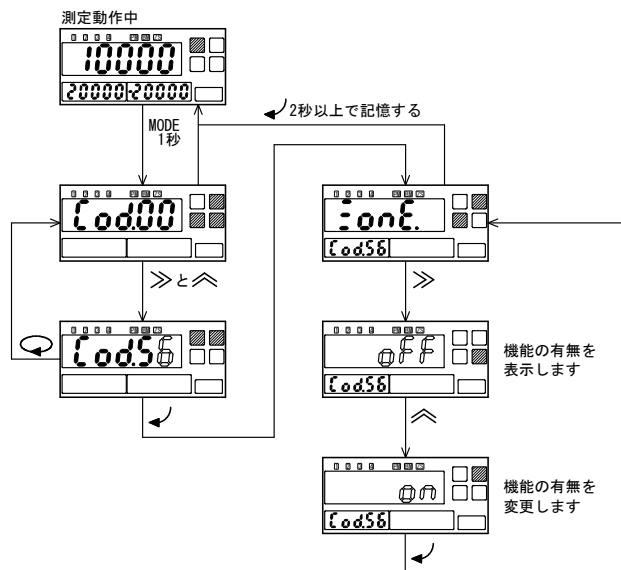 測定動作中
10000
20000 -20000
MODE
1秒
2秒以上で記憶する
Cod.00
ZonE.
Cod.56
≫と︽
≫
Cod.56
oFF
Cod.56
機能の有無を
表示します
︽
on
Cod.56
機能の有無を
変更します